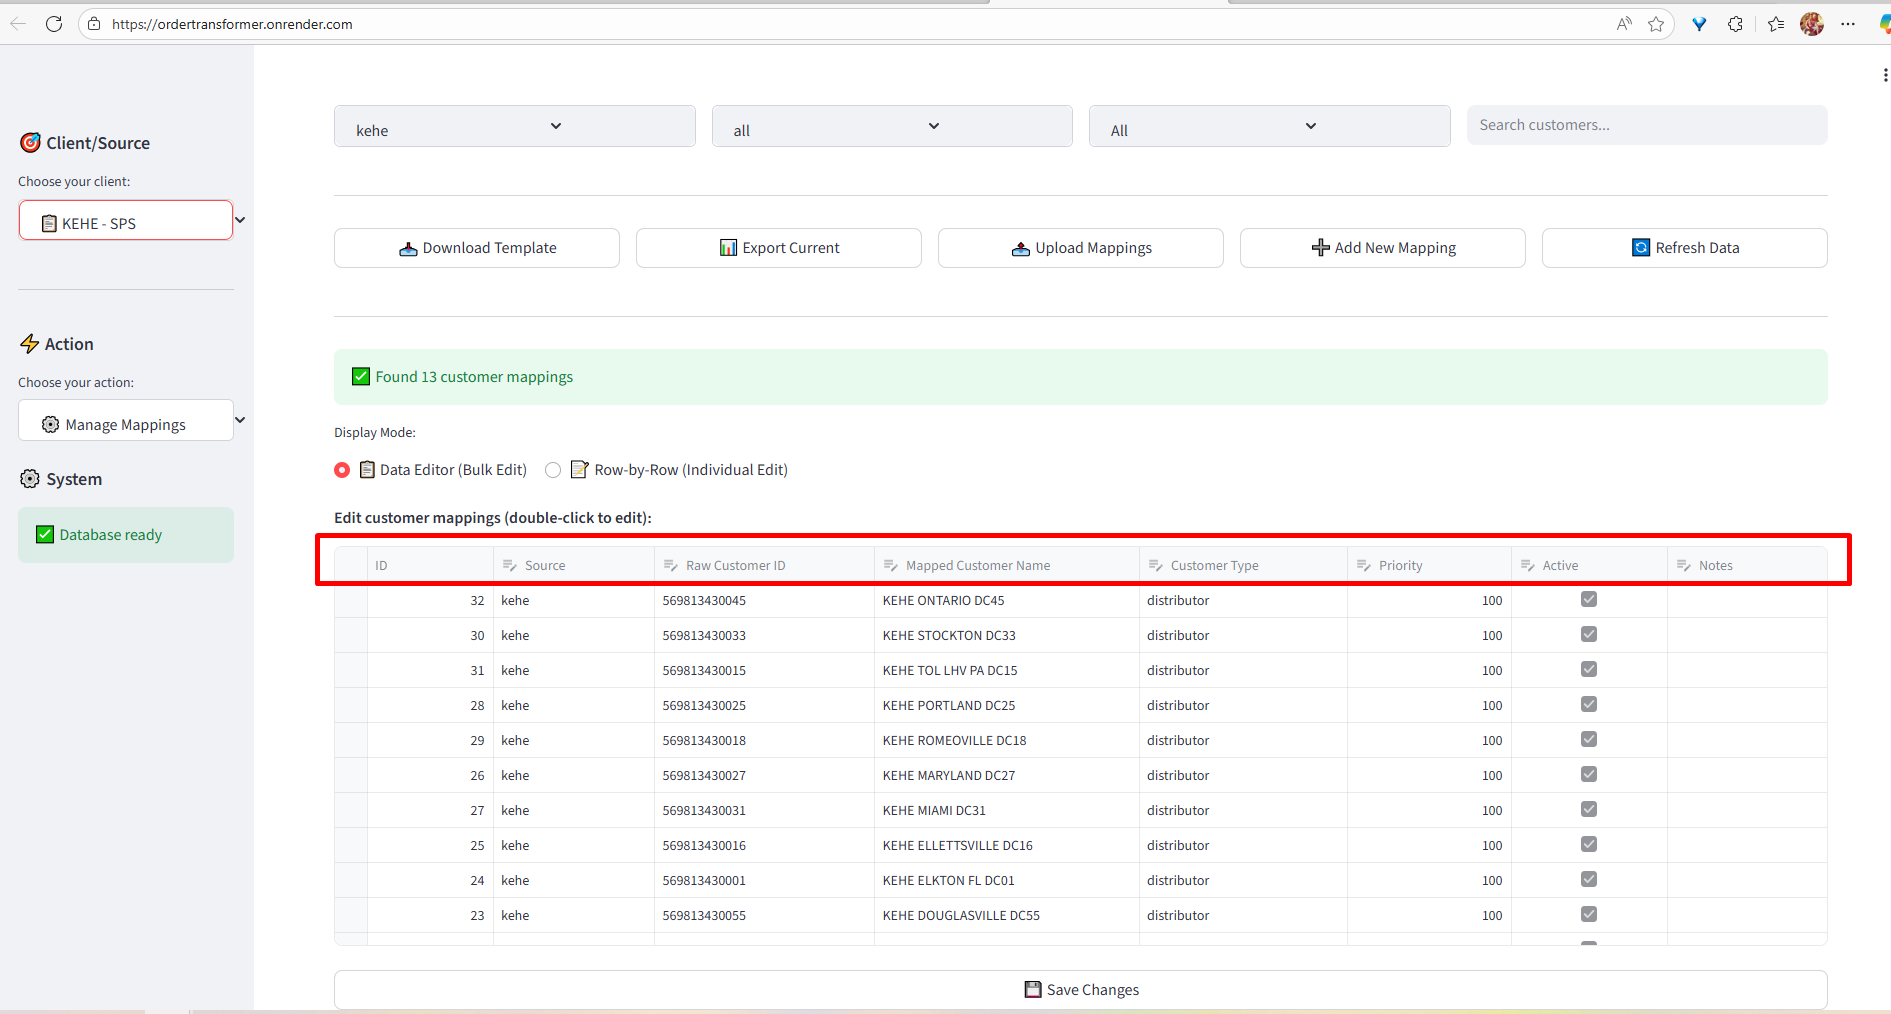 https://ordertransformer.onrender.com
Client/Source
Choose your client:
KEHE - SPS
Action
Choose your action:
Manage Mappings
System
Database ready
kehe all All Search customers...
Download Template Export Current Upload Mappings Add New Mapping Refresh Data
Found 13 customer mappings
Display Mode:
Data Editor (Bulk Edit) Row-by-Row (Individual Edit)
Edit customer mappings (double-click to edit):
ID Source Raw Customer ID Mapped Customer Name Customer Type Priority Active Notes
32 kehe 569813430045 KEHE ONTARIO DC45 distributor 100
30 kehe 569813430033 KEHE STOCKTON DC33 distributor 100
31 kehe 569813430015 KEHE TOL LHV PA DC15 distributor 100
28 kehe 569813430025 KEHE PORTLAND DC25 distributor 100
29 kehe 569813430018 KEHE ROMEOVILLE DC18 distributor 100
26 kehe 569813430027 KEHE MARYLAND DC27 distributor 100
27 kehe 569813430031 KEHE MIAMI DC31 distributor 100
25 kehe 569813430016 KEHE ELLETTSVILLE DC16 distributor 100
24 kehe 569813430001 KEHE ELKTON FL DC01 distributor 100
23 kehe 569813430055 KEHE DOUGLASVILLE DC55 distributor 100
Save Changes